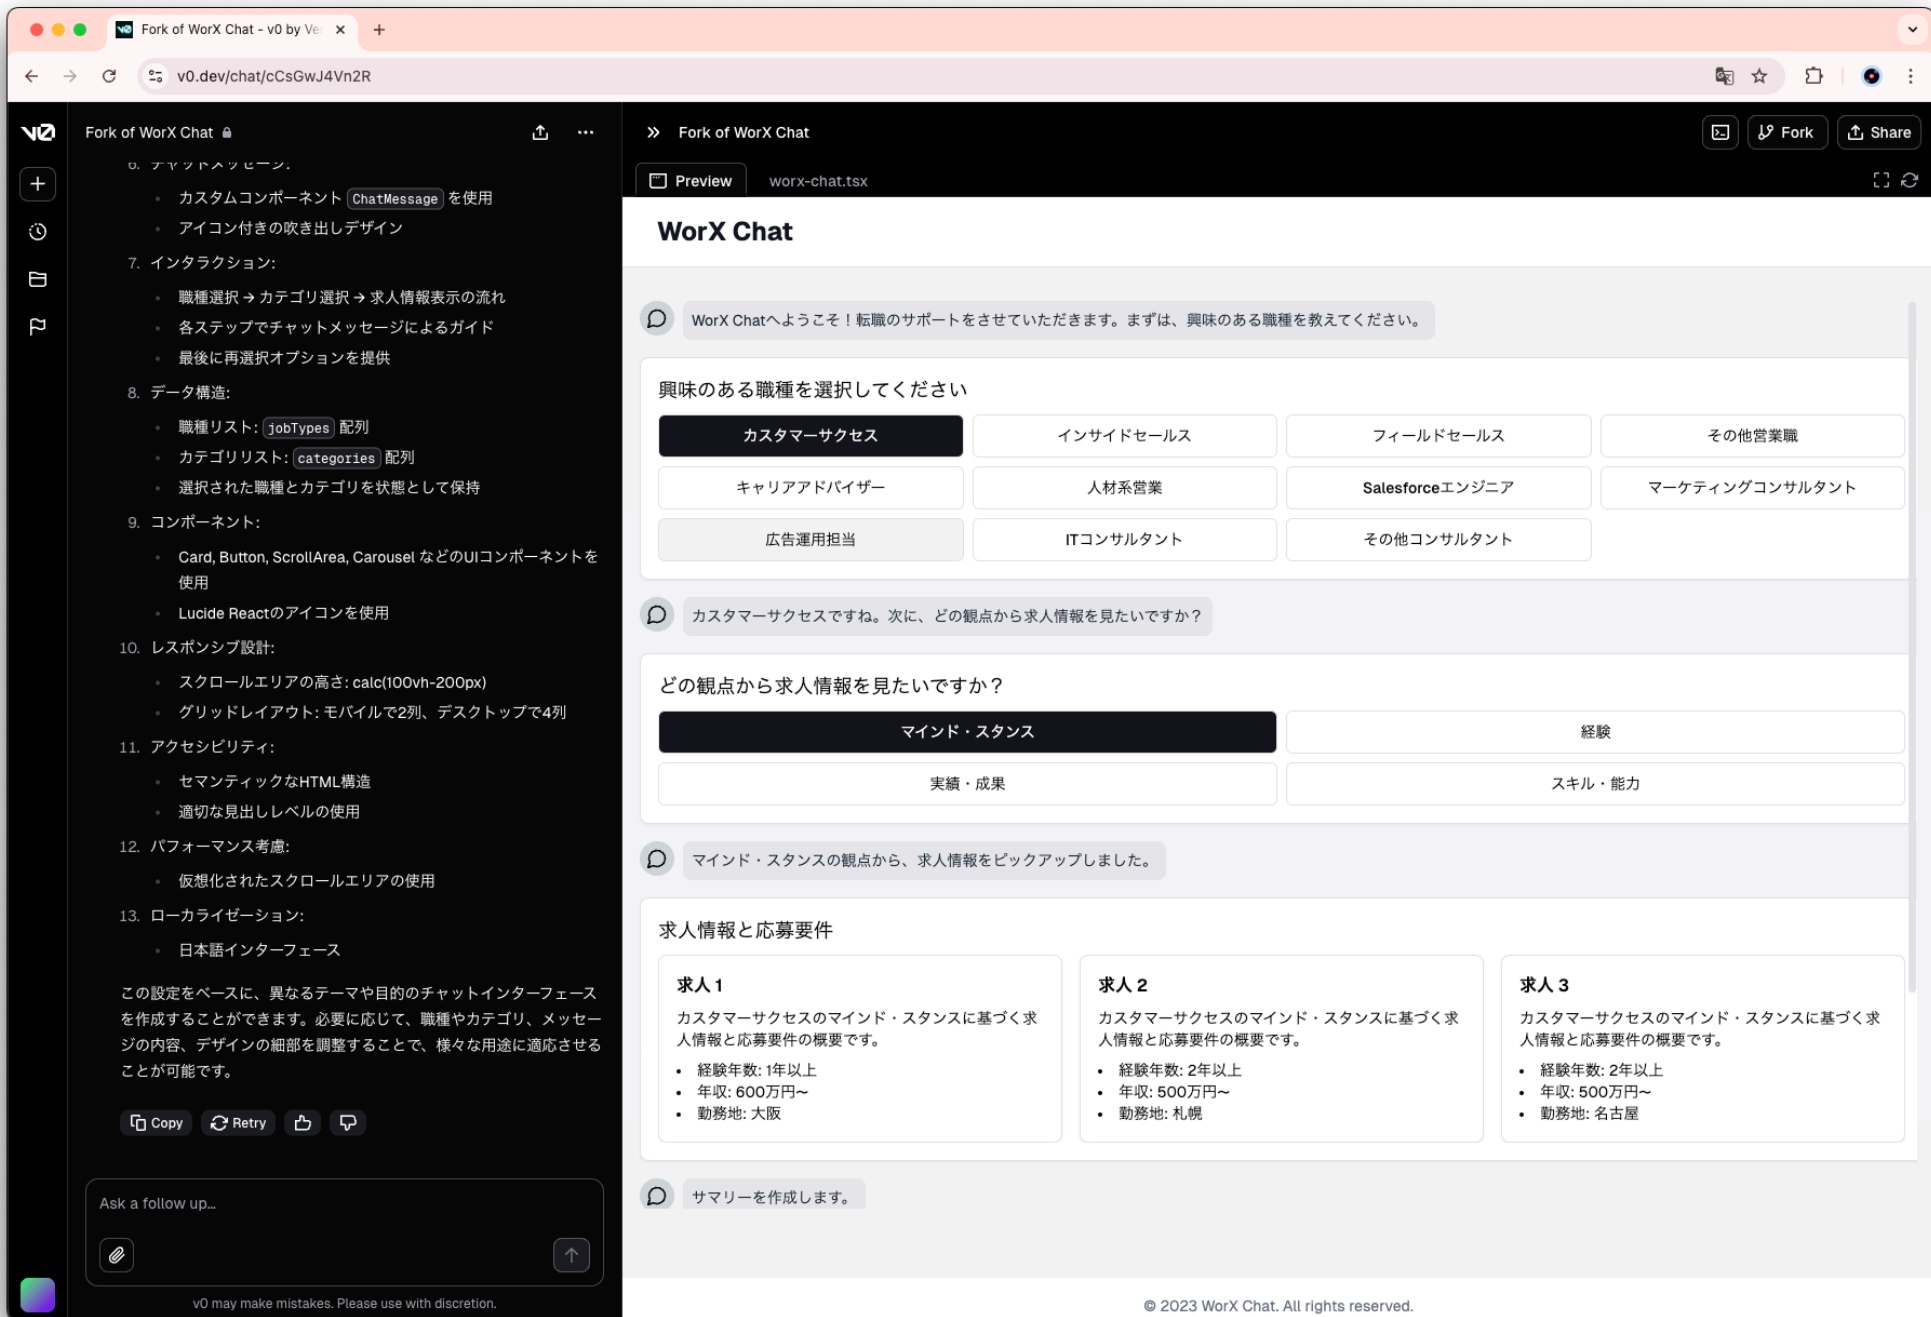 Fork of WorX Chat - v0 by Ve
v0.dev/chat/cCsGwJ4Vn2R
v0
Fork of WorX Chat
6. チャットメッセージ:
カスタムコンポーネント ChatMessage を使用
アイコン付きの吹き出しデザイン
7. インタラクション:
職種選択 → カテゴリ選択 → 求人情報表示の流れ
各ステップでチャットメッセージによるガイド
最後に再選択オプションを提供
8. データ構造:
職種リスト: jobTypes 配列
カテゴリリスト: categories 配列
選択された職種とカテゴリを状態として保持
9. コンポーネント:
Card, Button, ScrollArea, Carousel などのUIコンポーネントを
使用
Lucide Reactのアイコンを使用
10. レスポンシブ設計:
スクロールエリアの高さ: calc(100vh-200px)
グリッドレイアウト: モバイルで2列、デスクトップで4列
11. アクセシビリティ:
セマンティックなHTML構造
適切な見出しレベルの使用
12. パフォーマンス考慮:
仮想化されたスクロールエリアの使用
13. ローカライゼーション:
日本語インターフェース
この設定をベースに、異なるテーマや目的のチャットインターフェース
を作成することができます。必要に応じて、職種やカテゴリ、メッセー
ジの内容、デザインの細部を調整することで、様々な用途に適応させる
ことが可能です。
Copy Retry
Ask a follow up…
v0 may make mistakes. Please use with discretion.
Fork of WorX Chat
Fork Share
Preview worx-chat.tsx
WorX Chat
WorX Chatへようこそ！転職のサポートをさせていただきます。まずは、興味のある職種を教えてください。
興味のある職種を選択してください
カスタマーサクセス インサイドセールス フィールドセールス その他営業職
キャリアアドバイザー 人材系営業 Salesforceエンジニア マーケティングコンサルタント
広告運用担当 ITコンサルタント その他コンサルタント
カスタマーサクセスですね。次に、どの観点から求人情報を見たいですか？
どの観点から求人情報を見たいですか？
マインド・スタンス 経験
実績・成果 スキル・能力
マインド・スタンスの観点から、求人情報をピックアップしました。
求人情報と応募要件
求人 1
カスタマーサクセスのマインド・スタンスに基づく求
人情報と応募要件の概要です。
• 経験年数: 1年以上
• 年収: 600万円〜
• 勤務地: 大阪
求人 2
カスタマーサクセスのマインド・スタンスに基づく求
人情報と応募要件の概要です。
• 経験年数: 2年以上
• 年収: 500万円〜
• 勤務地: 札幌
求人 3
カスタマーサクセスのマインド・スタンスに基づく求
人情報と応募要件の概要です。
• 経験年数: 2年以上
• 年収: 500万円〜
• 勤務地: 名古屋
サマリーを作成します。
© 2023 WorX Chat. All rights reserved.